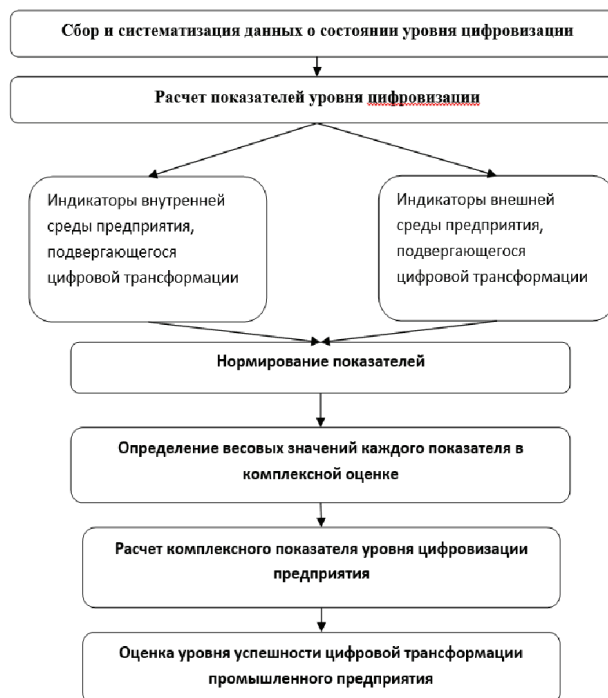 Сбор и систематизация данных о состоянии уровня цифровизации
Расчет показателей уровня цифровизации
Индикаторы внутренней
среды предприятия,
подвергающегося
цифровой трансформации
Индикаторы внешней
среды предприятия,
подвергающегося
цифровой трансформации
Нормирование показателей
Определение весовых значений каждого показателя в
комплексной оценке
Расчет комплексного показателя уровня цифровизации
предприятия
Оценка уровня успешности цифровой трансформации
промышленного предприятия